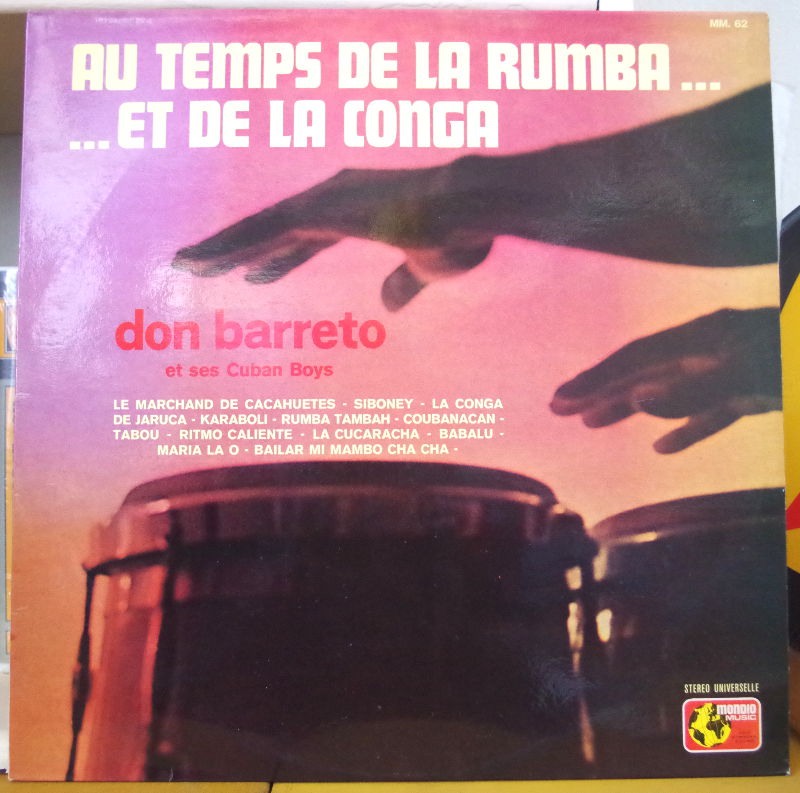 MM. 62
AU TEMPS DE LA RUMBA ...
... ET DE LA CONGA
don barreto
et ses Cuban Boys
LE MARCHAND DE CACAHUETES - SIBONEY - LA CONGA
DE JARUCA - KARABOLI - RUMBA TAMBAH - COUBANACAN -
TABOU - RITMO CALIENTE - LA CUCARACHA - BABALU -
MARIA LA O - BAILAR MI MAMBO CHA CHA -
STEREO UNIVERSELLE
MONDIO
MUSIC